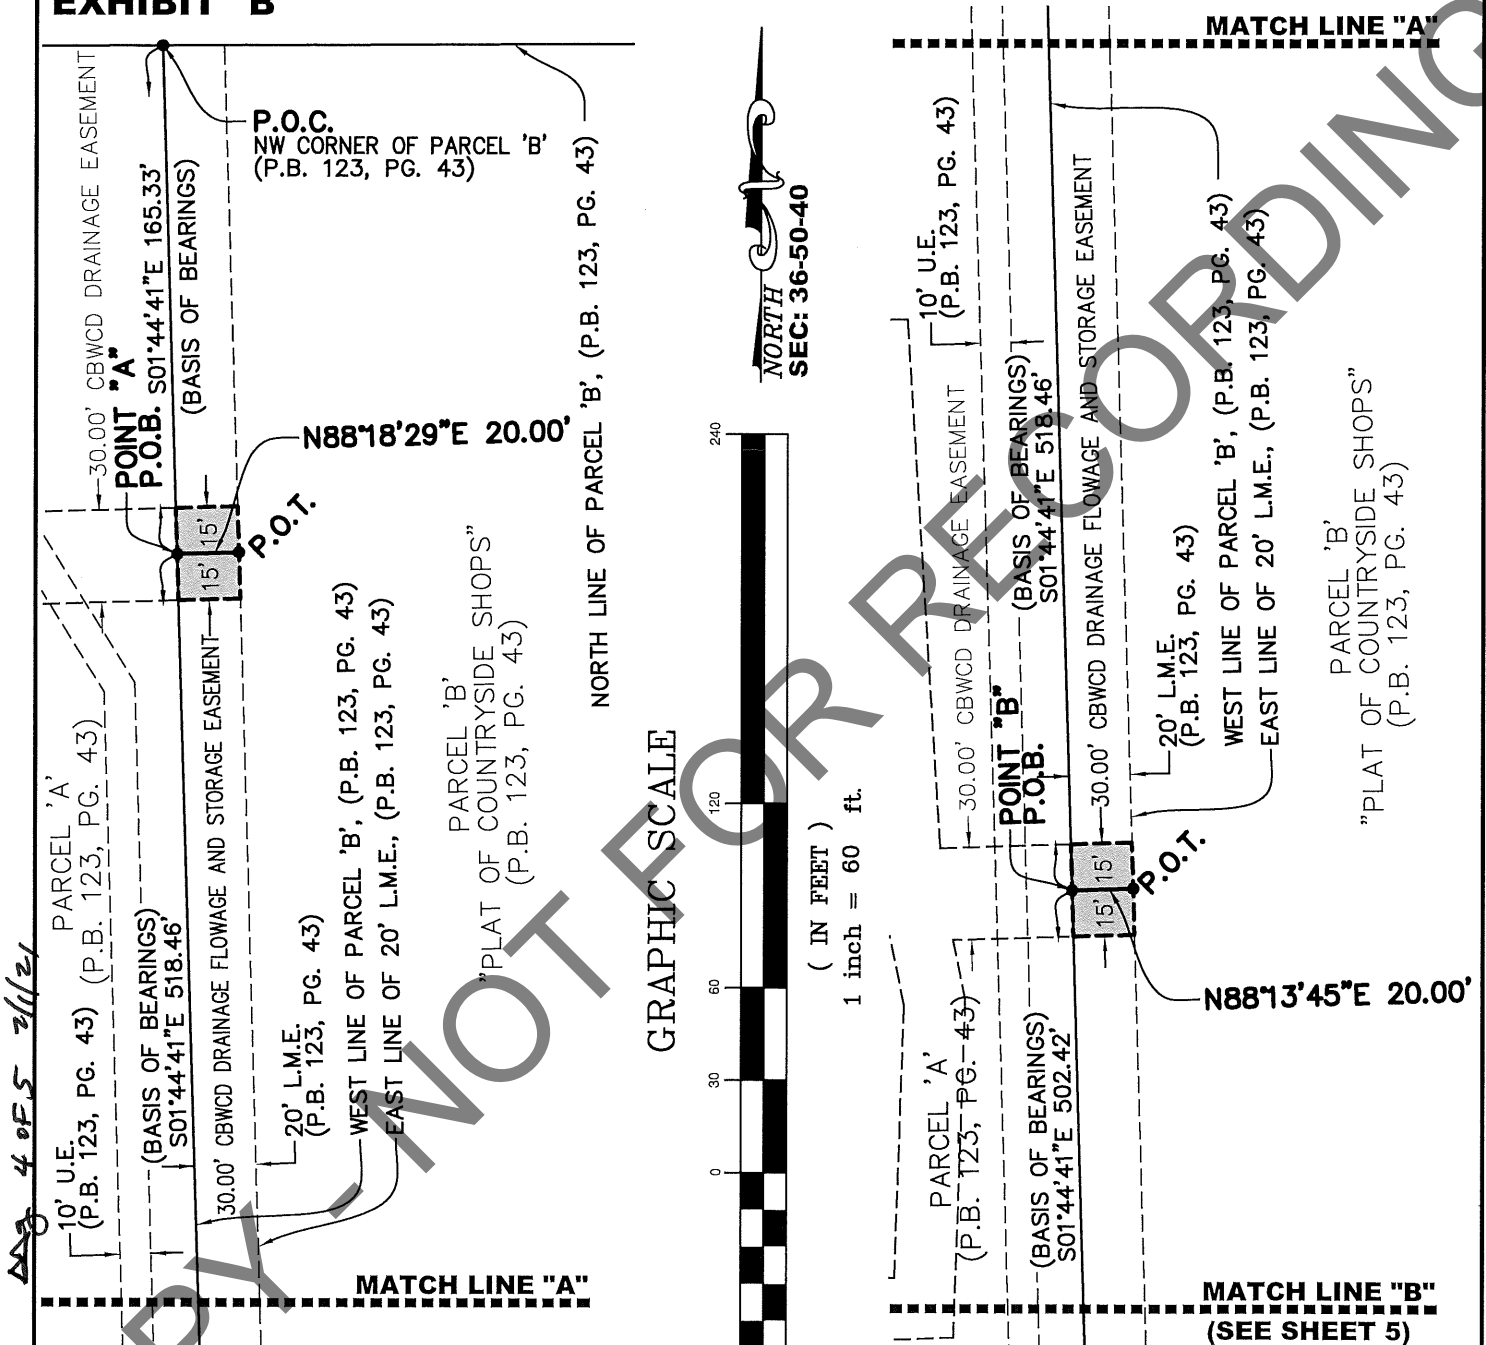 EXHIBIT "B"
P.O.C.
NW CORNER OF PARCEL 'B'
(P.B. 123, PG. 43)
30.00' CBWCD DRAINAGE EASEMENT
POINT "A"
P.O.B.
S01°44'41"E 165.33'
(BASIS OF BEARINGS)
N88°18'29"E 20.00'
15'
15'
P.O.T.
NORTH LINE OF PARCEL 'B', (P.B. 123, PG. 43)
PARCEL 'A'
(P.B. 123, PG. 43)
10' U.E.
(P.B. 123, PG. 43)
(BASIS OF BEARINGS)
S01°44'41"E 518.46'
30.00' CBWCD DRAINAGE FLOWAGE AND STORAGE EASEMENT
20' L.M.E.
(P.B. 123, PG. 43)
WEST LINE OF PARCEL 'B', (P.B. 123, PG. 43)
EAST LINE OF 20' L.M.E., (P.B. 123, PG. 43)
PARCEL 'B'
"PLAT OF COUNTRYSIDE SHOPS"
(P.B. 123, PG. 43)
MATCH LINE "A"
4 OF 5 2/1/21
NORTH
SEC: 36-50-40
GRAPHIC SCALE
240
120
60
30
0
( IN FEET )
1 inch = 60 ft.
MATCH LINE "A"
10' U.E.
(P.B. 123, PG. 43)
30.00' CBWCD DRAINAGE EASEMENT
(BASIS OF BEARINGS)
S01°44'41"E 518.46'
30.00' CBWCD DRAINAGE FLOWAGE AND STORAGE EASEMENT
POINT "B"
P.O.B.
20' L.M.E.
(P.B. 123, PG. 43)
WEST LINE OF PARCEL 'B', (P.B. 123, PG. 43)
EAST LINE OF 20' L.M.E., (P.B. 123, PG. 43)
PARCEL 'B'
"PLAT OF COUNTRYSIDE SHOPS"
(P.B. 123, PG. 43)
15'
15'
P.O.T.
N88°13'45"E 20.00'
PARCEL 'A'
(P.B. 123, PG. 43)
(BASIS OF BEARINGS)
S01°44'41"E 502.42'
MATCH LINE "B"
(SEE SHEET 5)
PY - NOT FOR RECORDING